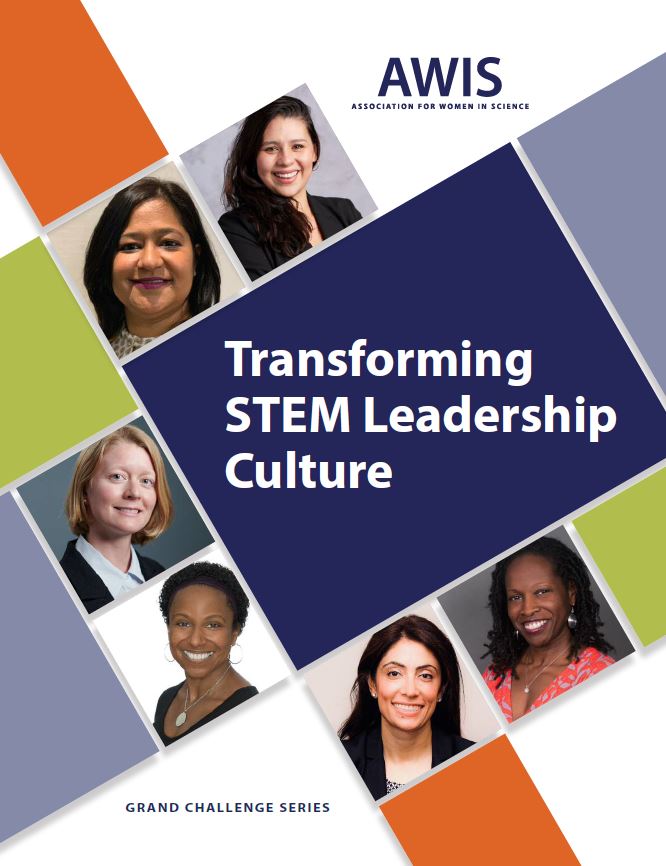 AWIS
ASSOCIATION FOR WOMEN IN SCIENCE
Transforming
STEM Leadership
Culture
GRAND CHALLENGE SERIES